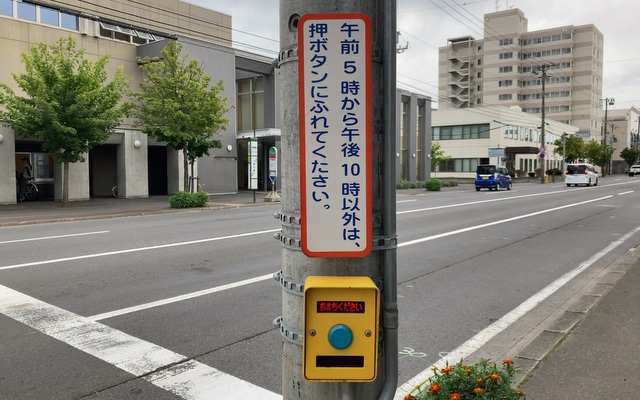 午前5時から午後10時以外は、
押ボタンにふれてください。
おまちください